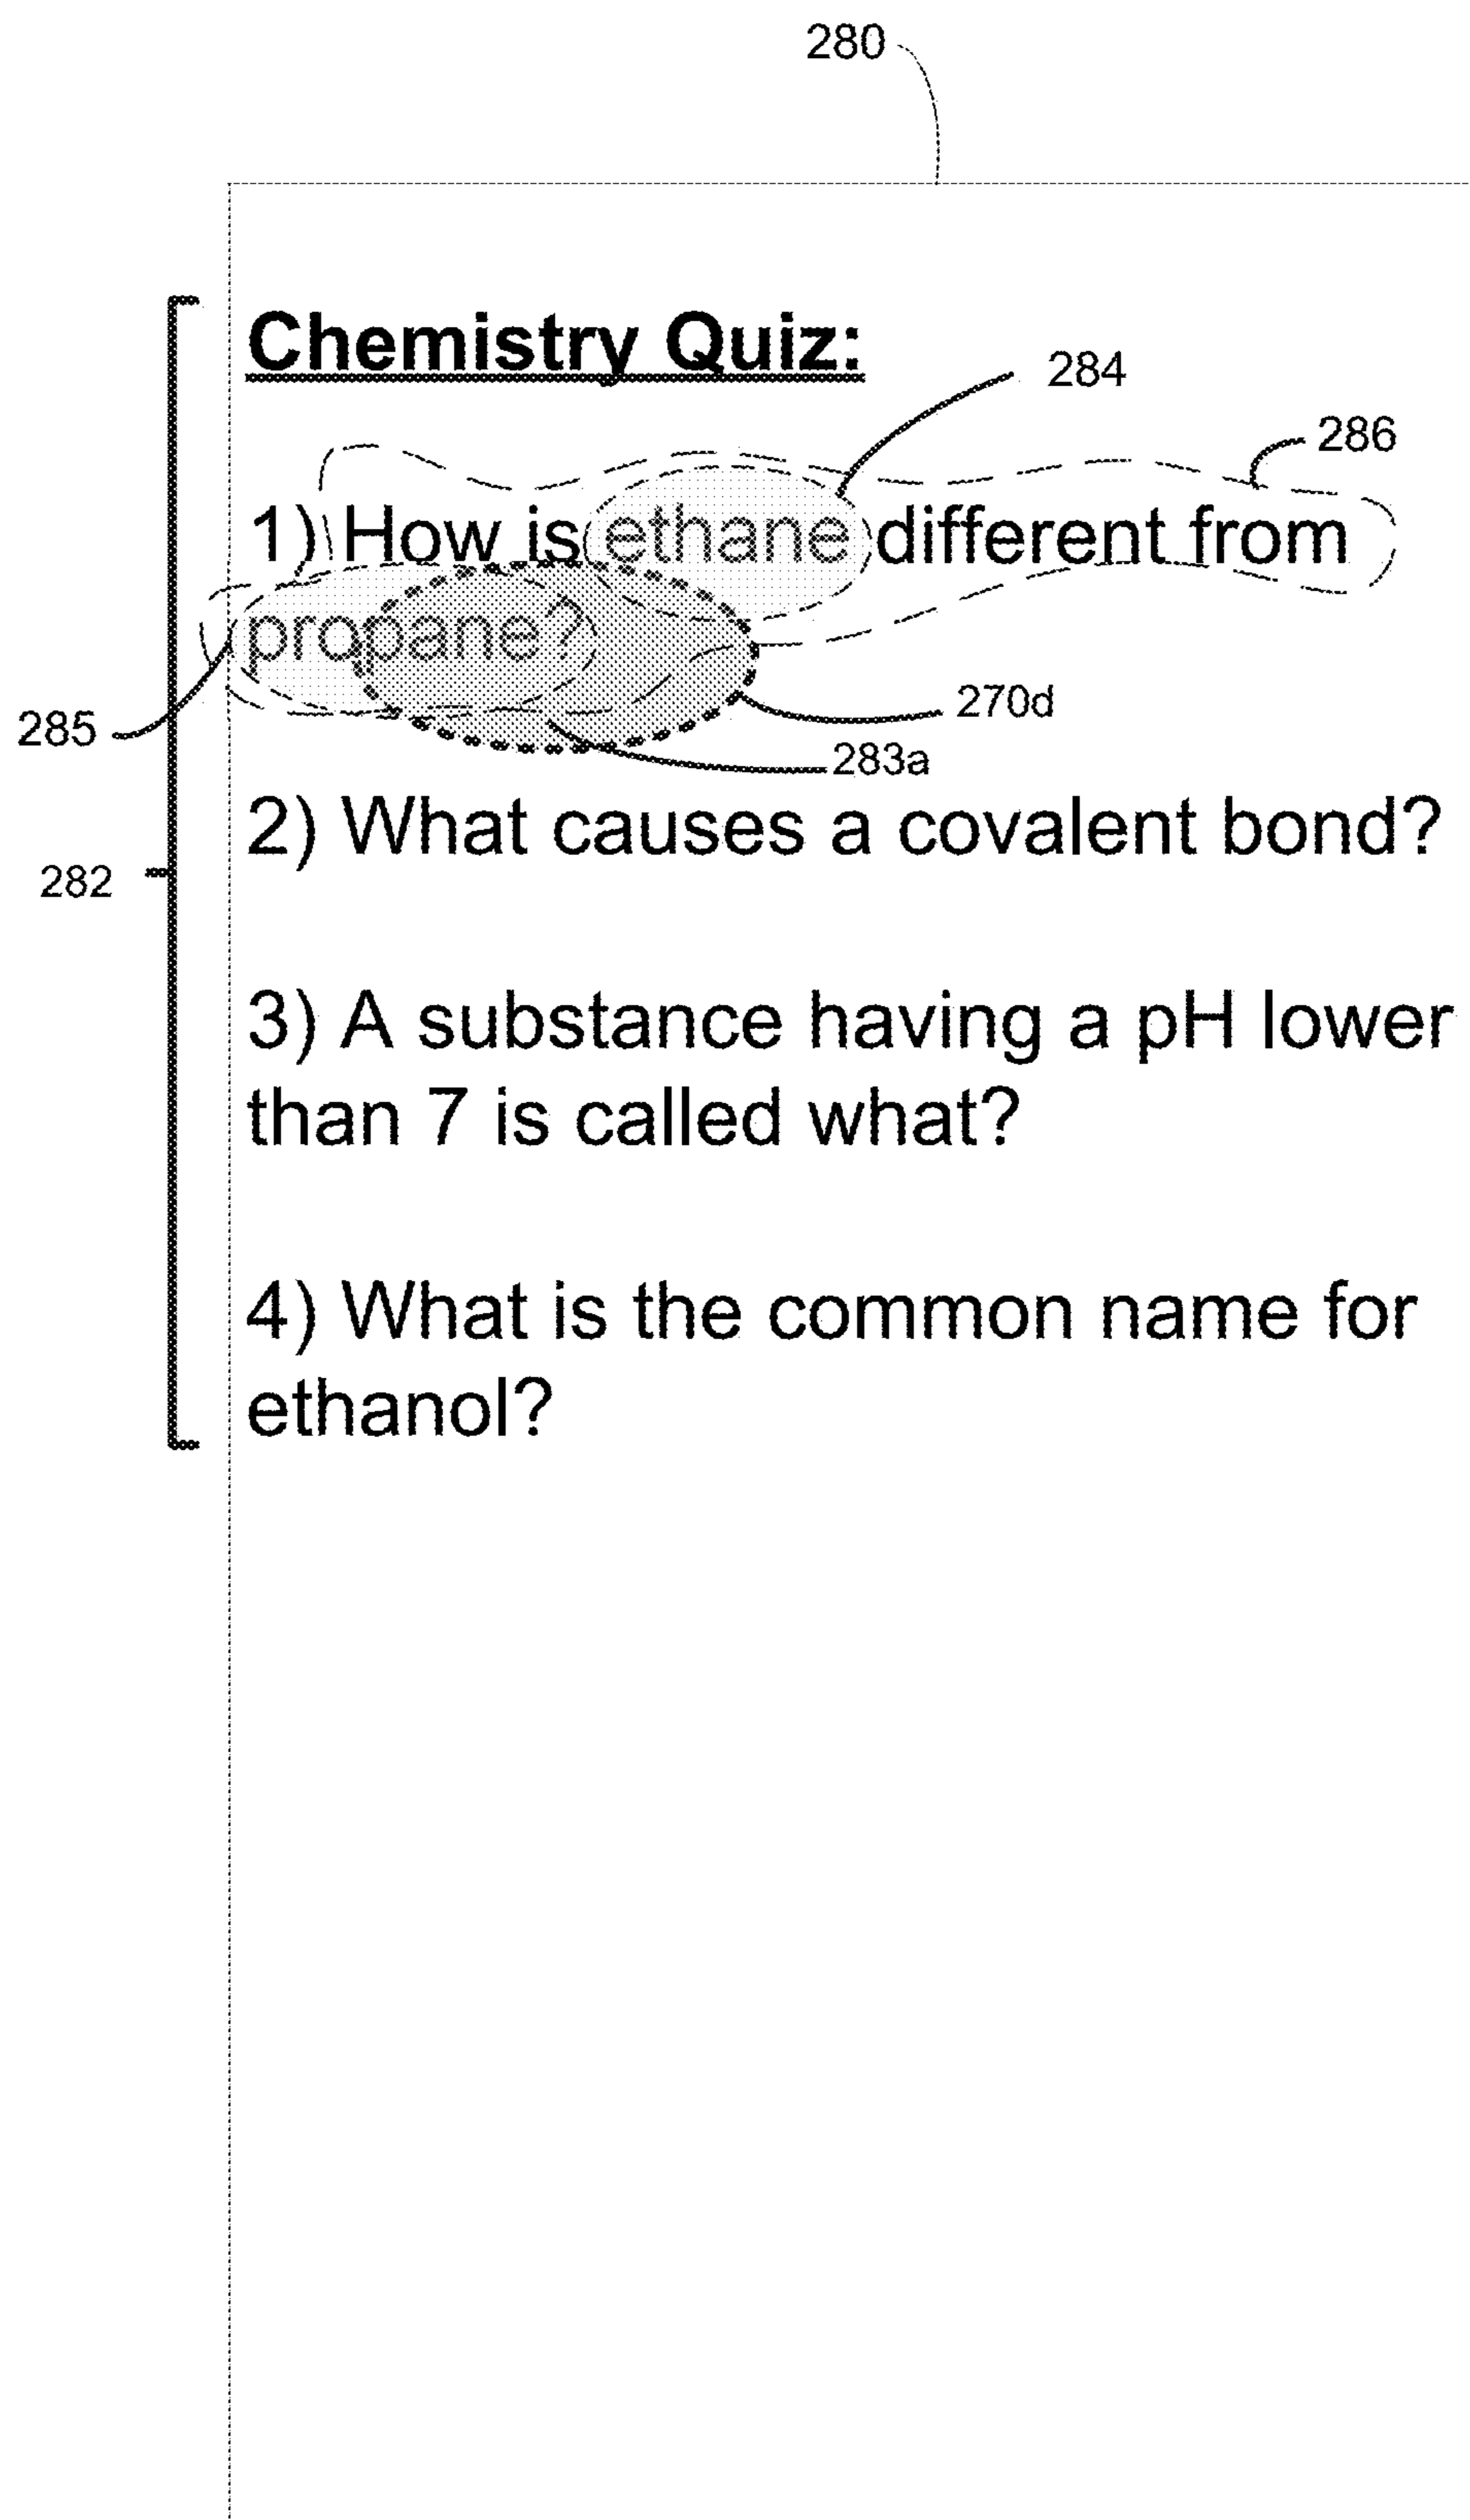 280
Chemistry Quiz:
284
286
1) How is ethane different from
propane?
285
270d
283a
2) What causes a covalent bond?
282
3) A substance having a pH lower
than 7 is called what?
4) What is the common name for
ethanol?